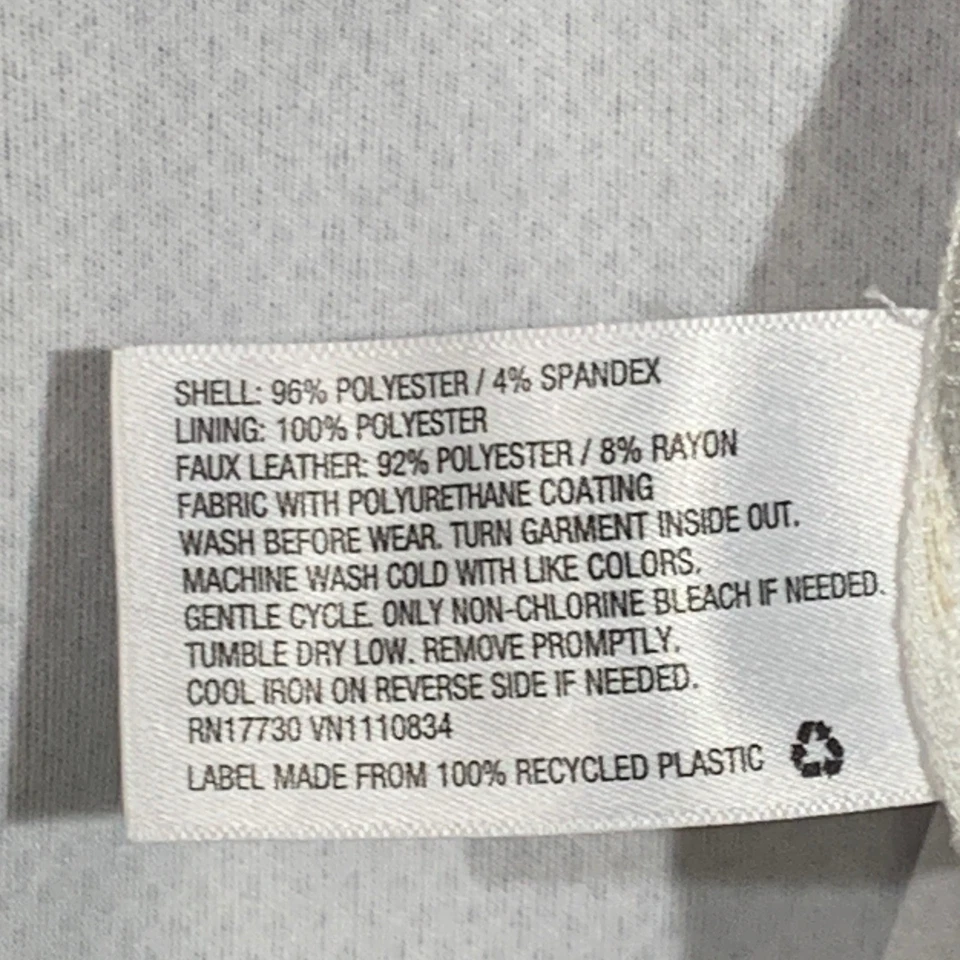 SHELL: 96% POLYESTER / 4% SPANDEX
LINING: 100% POLYESTER
FAUX LEATHER: 92% POLYESTER / 8% RAYON
FABRIC WITH POLYURETHANE COATING
WASH BEFORE WEAR. TURN GARMENT INSIDE OUT.
MACHINE WASH COLD WITH LIKE COLORS.
GENTLE CYCLE. ONLY NON-CHLORINE BLEACH IF NEEDED.
TUMBLE DRY LOW. REMOVE PROMPTLY.
COOL IRON ON REVERSE SIDE IF NEEDED.
RN17730 VN1110834
LABEL MADE FROM 100% RECYCLED PLASTIC